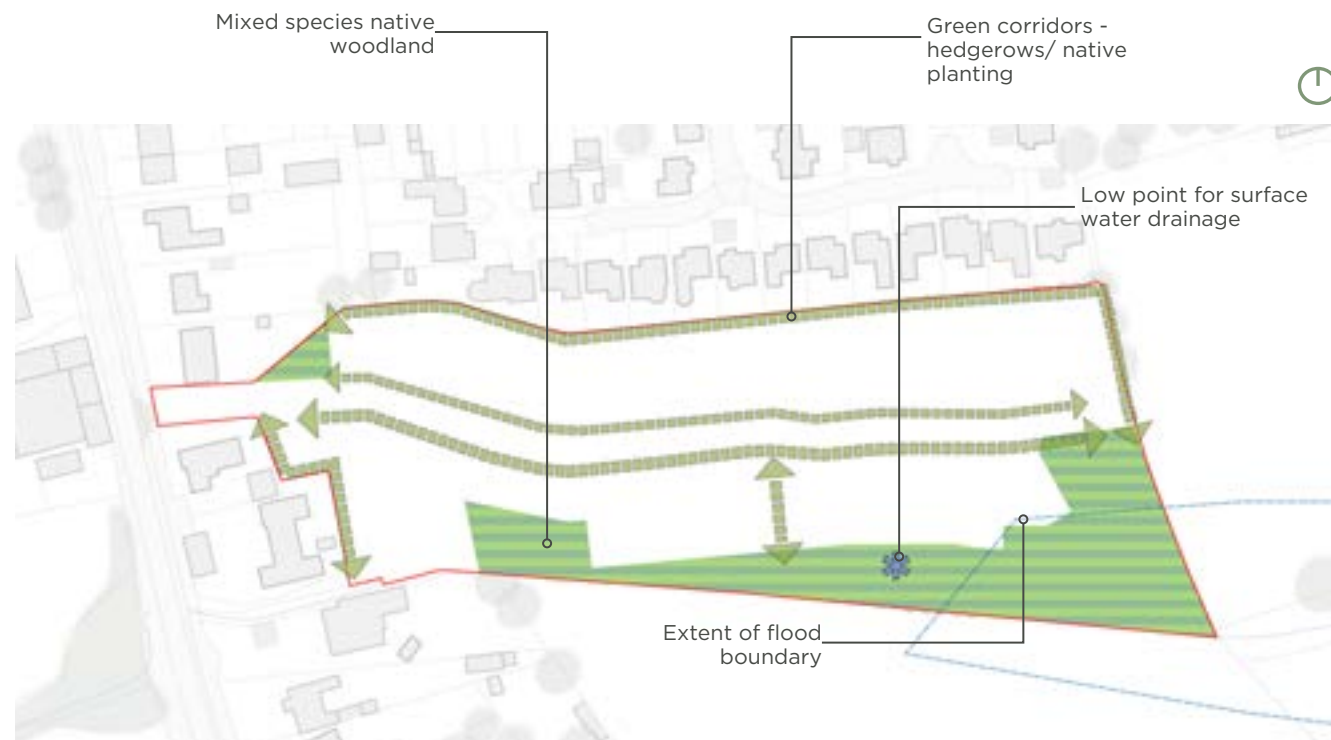 Mixed species native
woodland
Green corridors -
hedgerows/ native
planting
Low point for surface
water drainage
Extent of flood
boundary